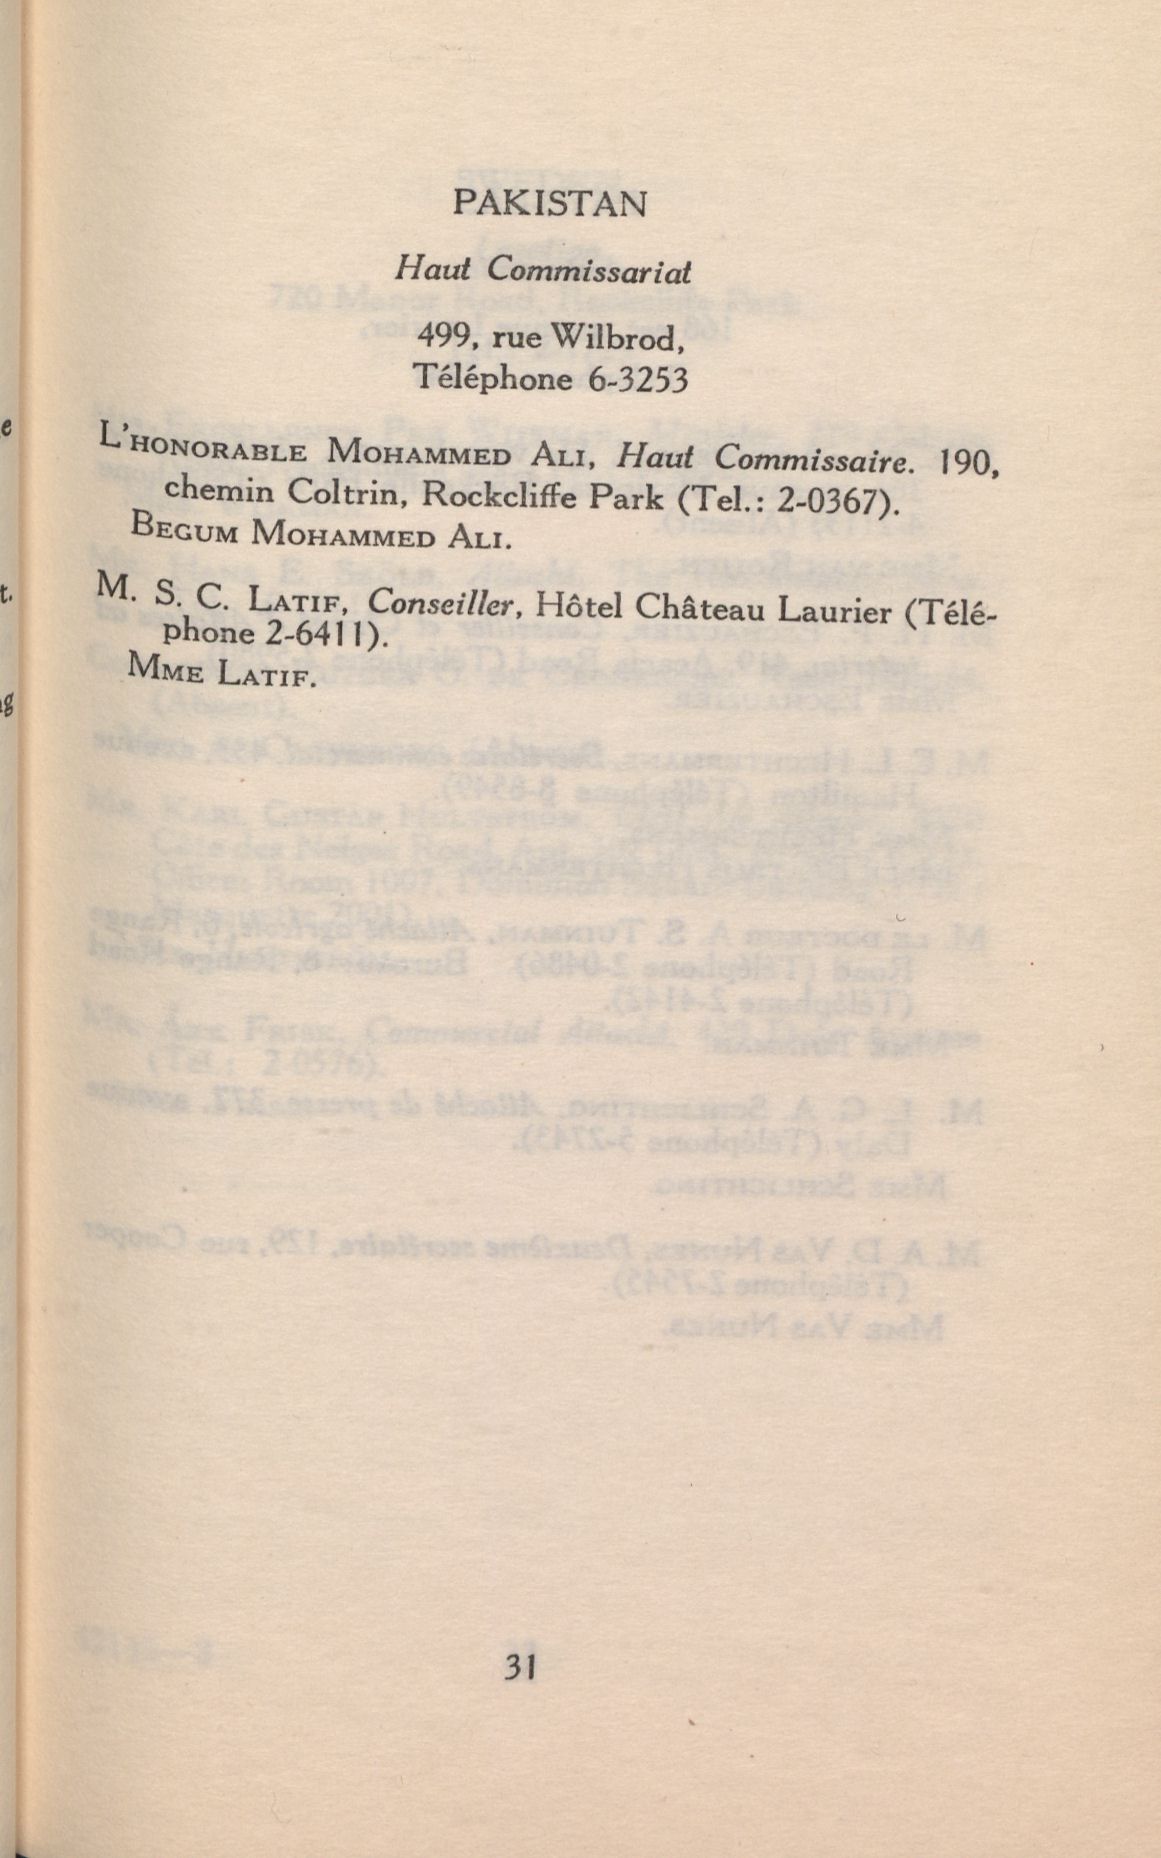 PAKISTAN
Haut Commissariat
499, rue Wilbrod,
Téléphone 6-3253
L'HONORABLE MOHAMMED ALI, Haut Commissaire. 190,
chemin Coltrin, Rockcliffe Park (Tel.: 2-0367).
BEGUM MOHAMMED ALI.
M. S. C. LATIF, Conseiller, Hôtel Château Laurier (Télé-
phone 2-6411).
MME LATIF.
31